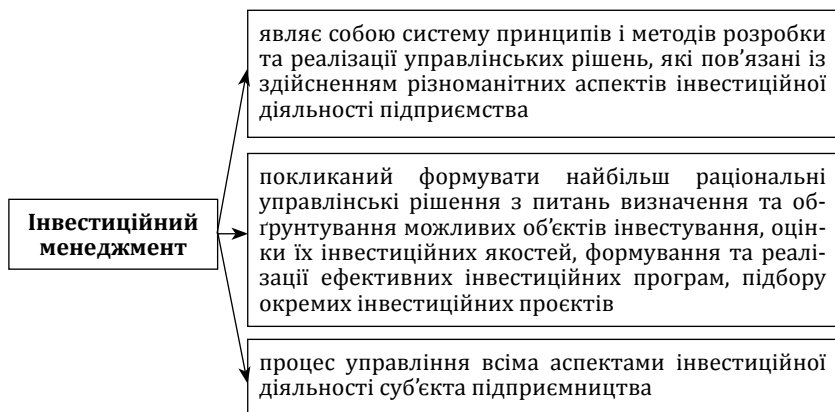 являє собою систему принципів і методів розробки
та реалізації управлінських рішень, які пов’язані із
здійсненням різноманітних аспектів інвестиційної
діяльності підприємства
Інвестиційний
менеджмент
покликаний формувати найбільш раціональні
управлінські рішення з питань визначення та об-
ґрунтування можливих об’єктів інвестування, оцін-
ки їх інвестиційних якостей, формування та реалі-
зації ефективних інвестиційних програм, підбору
окремих інвестиційних проєктів
процес управління всіма аспектами інвестиційної
діяльності суб’єкта підприємництва